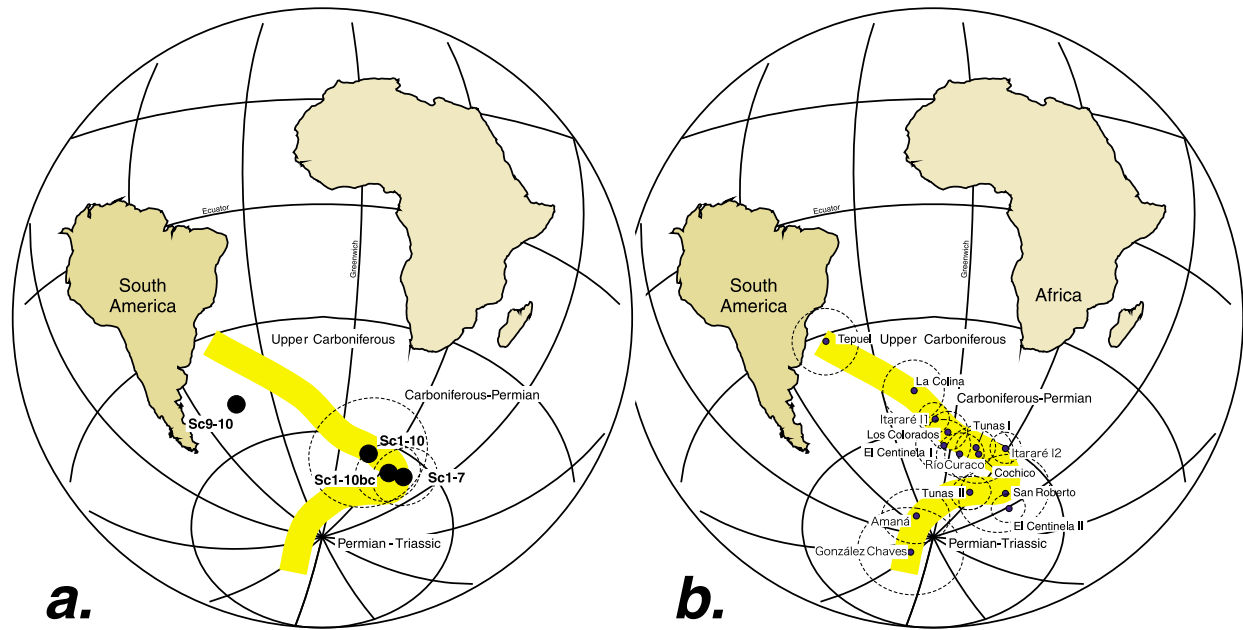 Ecuator
Greenwich
South
America
Upper Carboniferous
Carboniferous-Permian
Sc9-10
Sc1-10
Sc1-10bc
Sc1-7
Permian-Triassic
a.
Ecuator
Greenwich
South
America
Africa
Tepuel
Upper Carboniferous
La Colina
Carboniferous-Permian
Itararé I1
Tunas I
Los Colorados
El Centinela I
Itararé I2
Río Curaco
Cochico
Tunas II
San Roberto
Amaná
El Centinela II
Permian-Triassic
González Chaves
b.